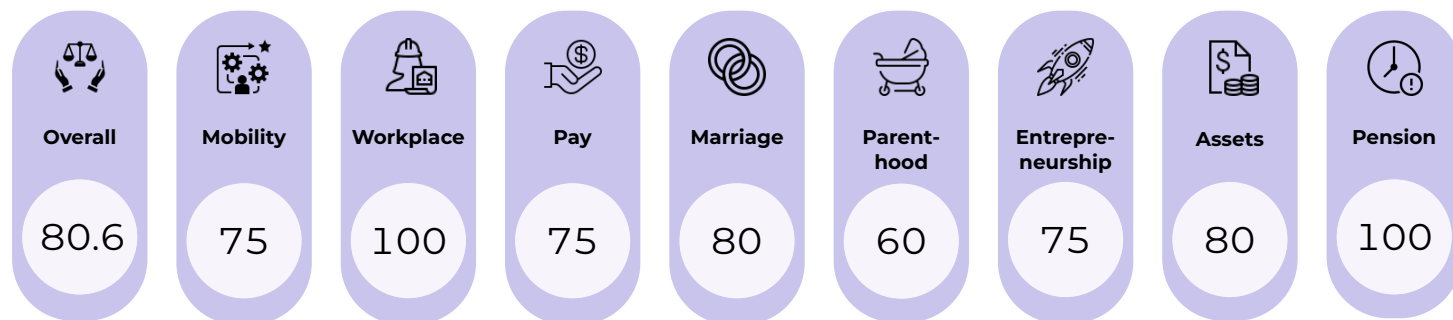 Overall
80.6
Mobility
75
Workplace
100
$
Pay
75
Marriage
80
Parent-
hood
60
Entrepre-
neurship
75
$
Assets
80
!
Pension
100